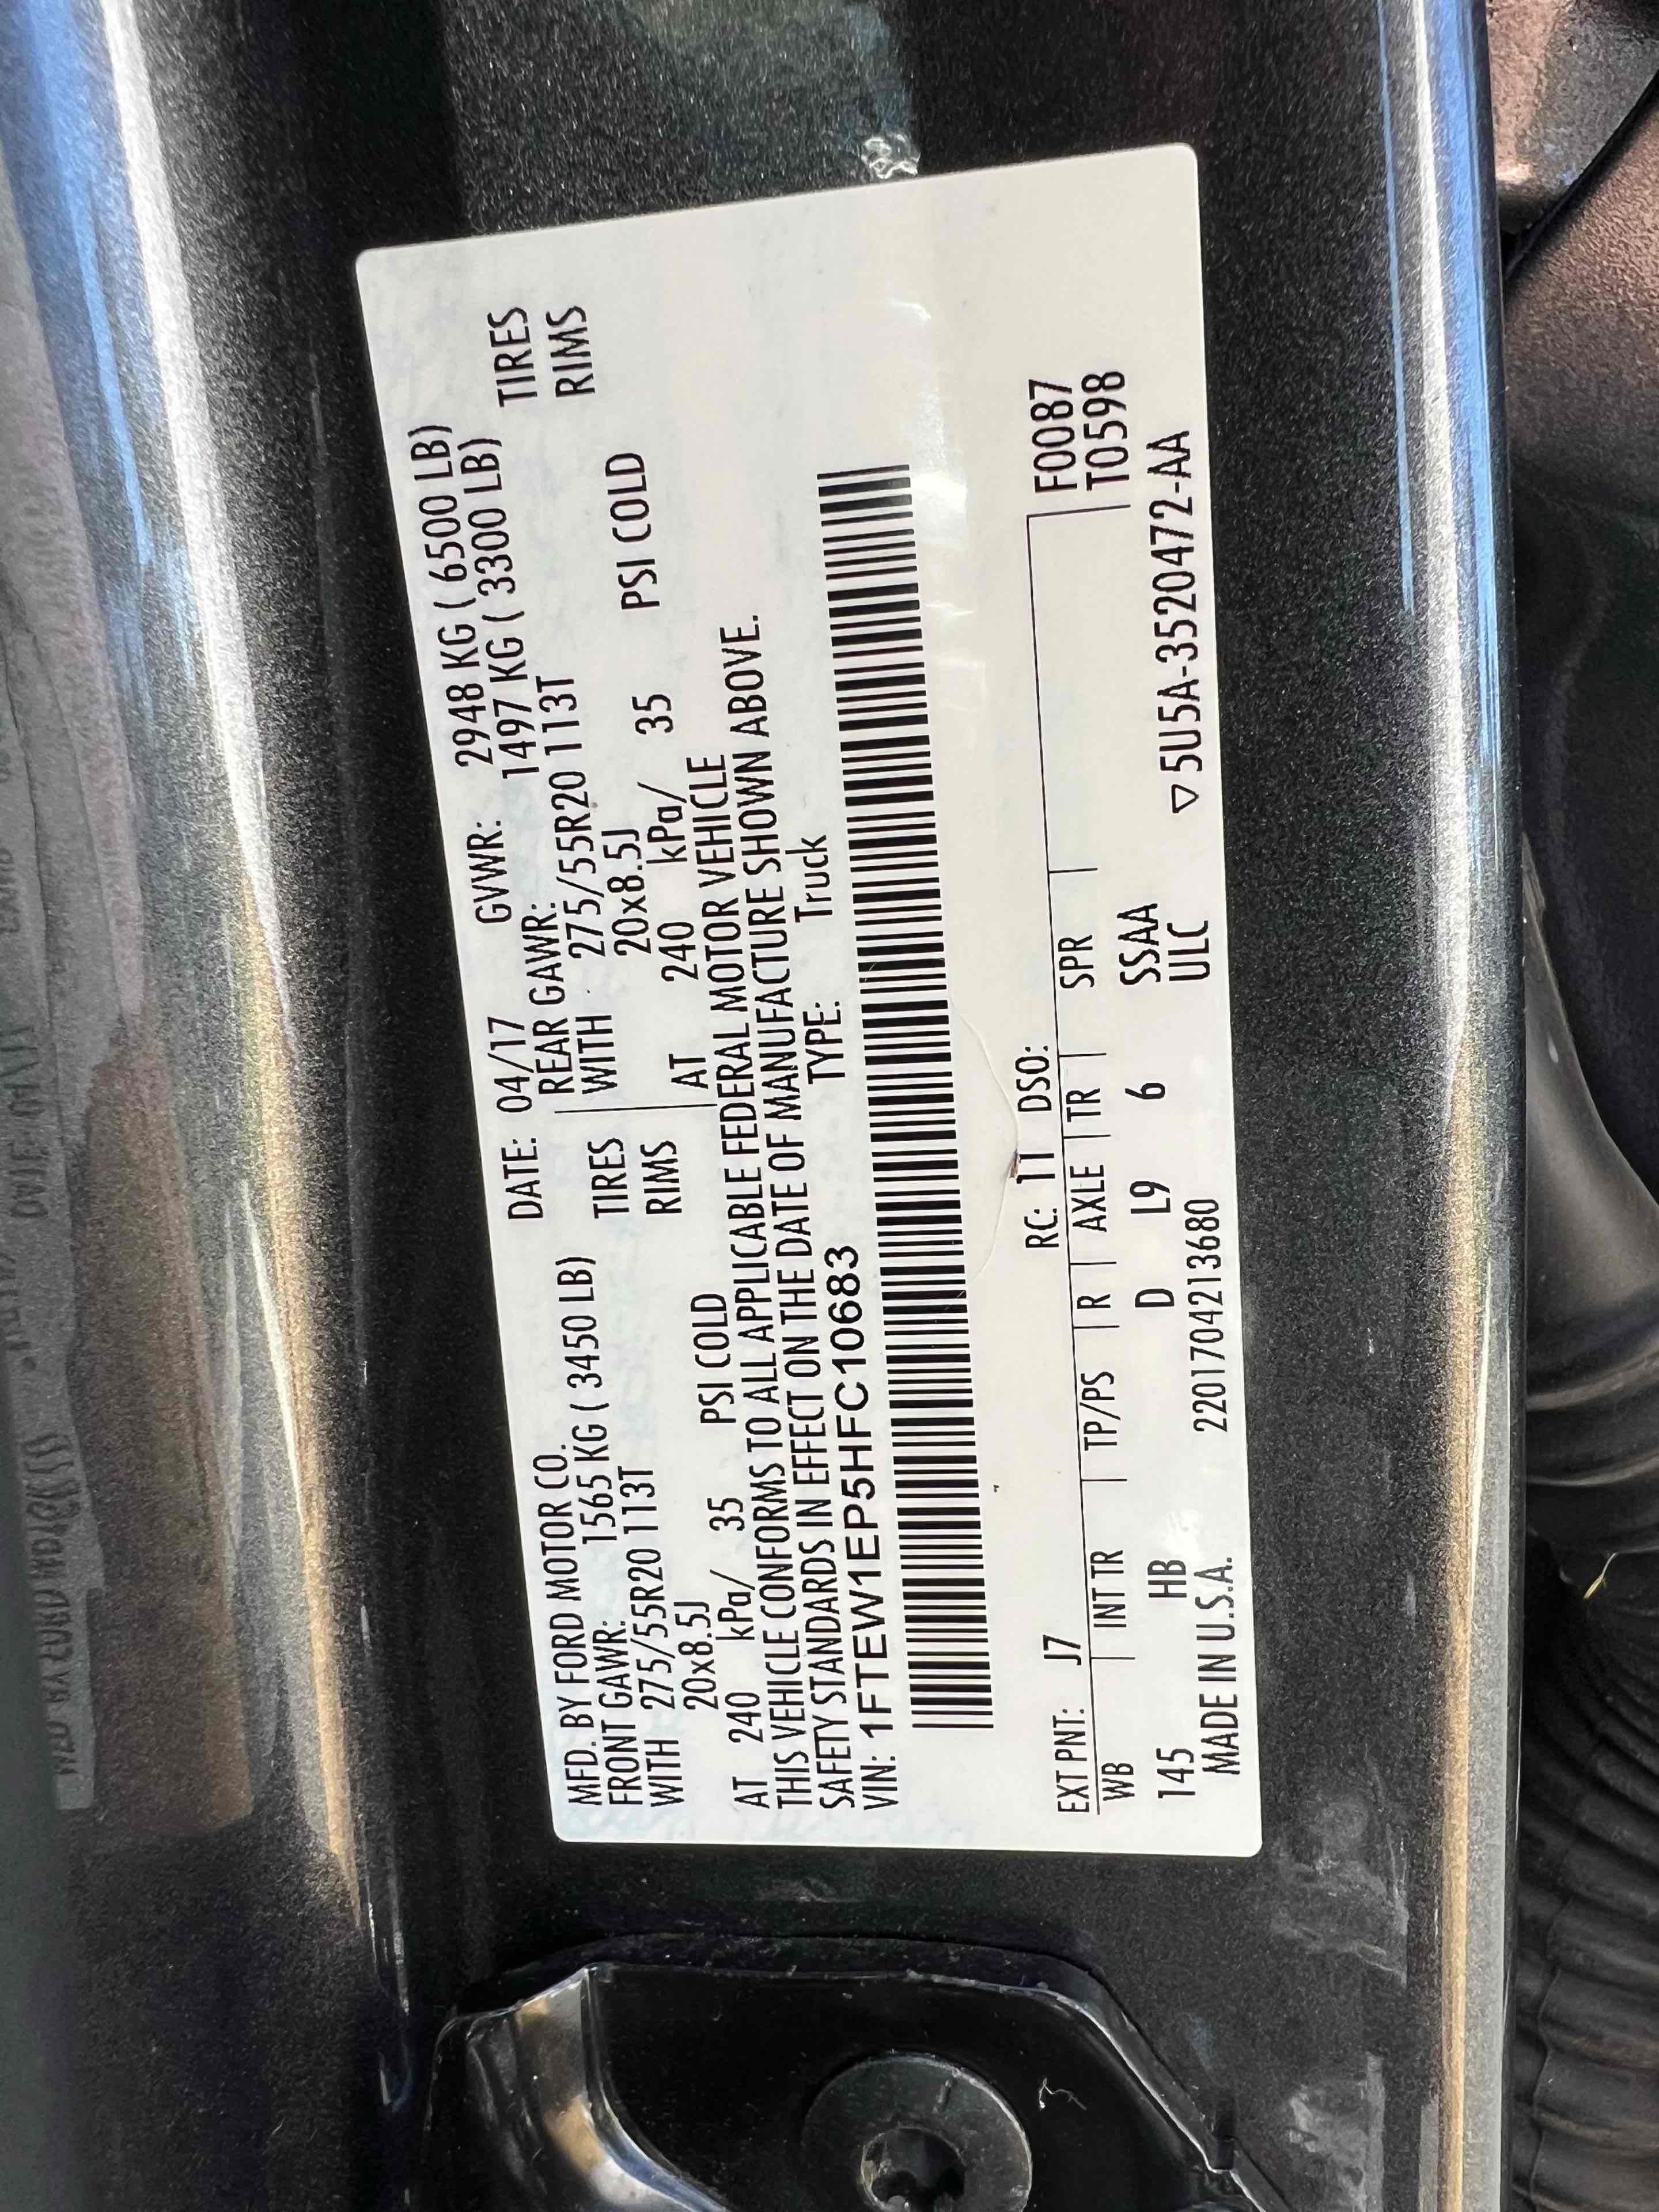 MFD. BY FORD MOTOR CO.
DATE: 04/17 GVWR: 2948 KG ( 6500 LB)
FRONT GAWR: 1565 KG ( 3450 LB)
REAR GAWR: 1497 KG ( 3300 LB)
WITH 275/55R20 113T TIRES
WITH 275/55R20 113T TIRES
20x8.5J RIMS
20x8.5J RIMS
AT 240 kPa/ 35 PSI COLD
AT 240 kPa/ 35 PSI COLD
THIS VEHICLE CONFORMS TO ALL APPLICABLE FEDERAL MOTOR VEHICLE
SAFETY STANDARDS IN EFFECT ON THE DATE OF MANUFACTURE SHOWN ABOVE.
VIN: 1FTEW1EP5HFC10683 TYPE: Truck
EXT PNT: J7 RC: 11 DSO: F0087
WB INT TR TP/PS R AXLE TR SPR T0598
145 HB D L9 6 SSAA
MADE IN U.S.A. 2201704213680 ULC ▽5U5A-3520472-AA